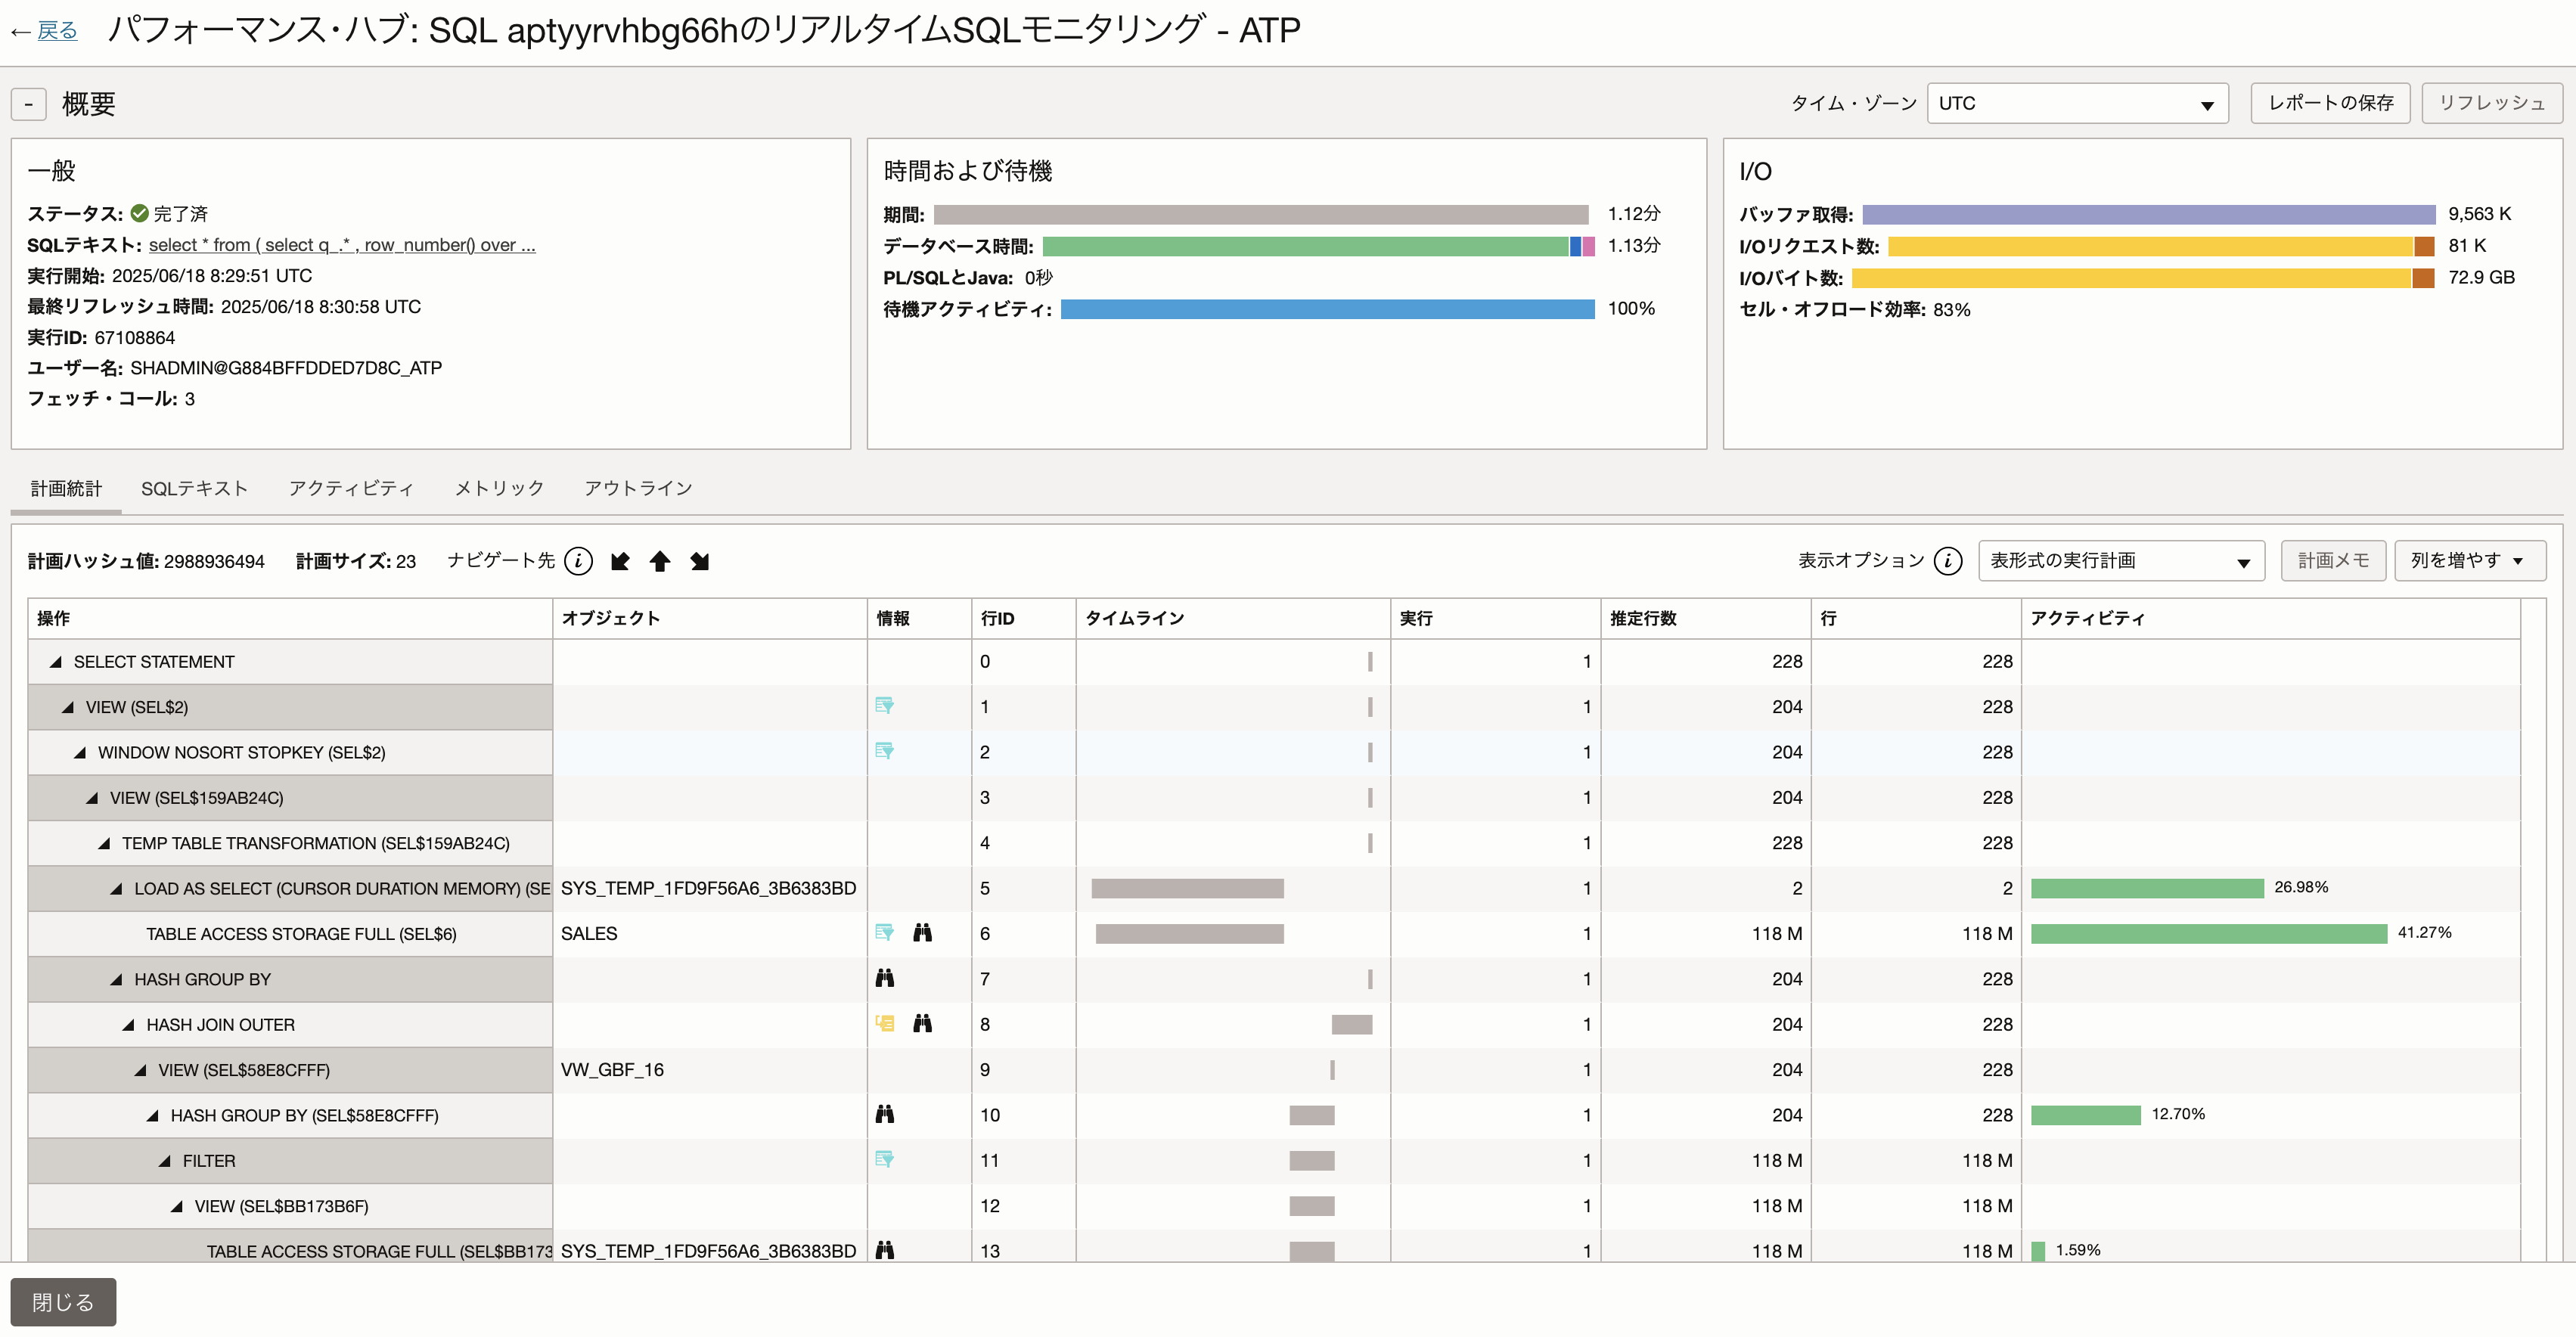 ← 戻る パフォーマンス・ハブ: SQL aptyyrvhbg66hのリアルタイムSQLモニタリング - ATP
- 概要 タイム・ゾーン UTC レポートの保存 リフレッシュ
一般
ステータス: 完了済
SQLテキスト: select * from ( select q_.* , row_number() over ...
実行開始: 2025/06/18 8:29:51 UTC
最終リフレッシュ時間: 2025/06/18 8:30:58 UTC
実行ID: 67108864
ユーザー名: SHADMIN@G884BFFDDED7D8C_ATP
フェッチ・コール: 3
時間および待機
期間: 1.12分
データベース時間: 1.13分
PL/SQLとJava: 0秒
待機アクティビティ: 100%
I/O
バッファ取得: 9,563 K
I/Oリクエスト数: 81 K
I/Oバイト数: 72.9 GB
セル・オフロード効率: 83%
計画統計 SQLテキスト アクティビティ メトリック アウトライン
計画ハッシュ値: 2988936494 計画サイズ: 23 ナビゲート先 i 表示オプション i 表形式の実行計画 計画メモ 列を増やす
操作 オブジェクト 情報 行ID タイムライン 実行 推定行数 行 アクティビティ
SELECT STATEMENT 0 1 228 228
VIEW (SEL$2) 1 1 204 228
WINDOW NOSORT STOPKEY (SEL$2) 2 1 204 228
VIEW (SEL$159AB24C) 3 1 204 228
TEMP TABLE TRANSFORMATION (SEL$159AB24C) 4 1 228 228
LOAD AS SELECT (CURSOR DURATION MEMORY) (SE SYS_TEMP_1FD9F56A6_3B6383BD 5 1 2 2 26.98%
TABLE ACCESS STORAGE FULL (SEL$6) SALES 6 1 118 M 118 M 41.27%
HASH GROUP BY 7 1 204 228
HASH JOIN OUTER 8 1 204 228
VIEW (SEL$58E8CFFF) VW_GBF_16 9 1 204 228
HASH GROUP BY (SEL$58E8CFFF) 10 1 204 228 12.70%
FILTER 11 1 118 M 118 M
VIEW (SEL$BB173B6F) 12 1 118 M 118 M
TABLE ACCESS STORAGE FULL (SEL$BB173 SYS_TEMP_1FD9F56A6_3B6383BD 13 1 118 M 118 M 1.59%
閉じる